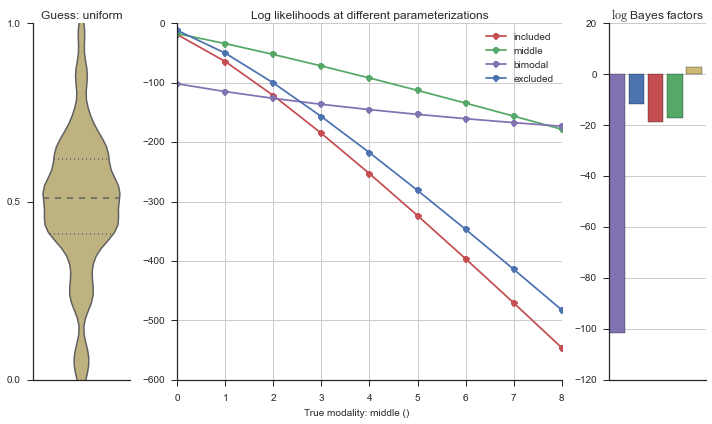 Guess: uniform
1.0
0.5
0.0
Log likelihoods at different parameterizations
included
middle
bimodal
excluded
0
−100
−200
−300
−400
−500
−600
0 1 2 3 4 5 6 7 8
True modality: middle ()
log Bayes factors
20
0
−20
−40
−60
−80
−100
−120